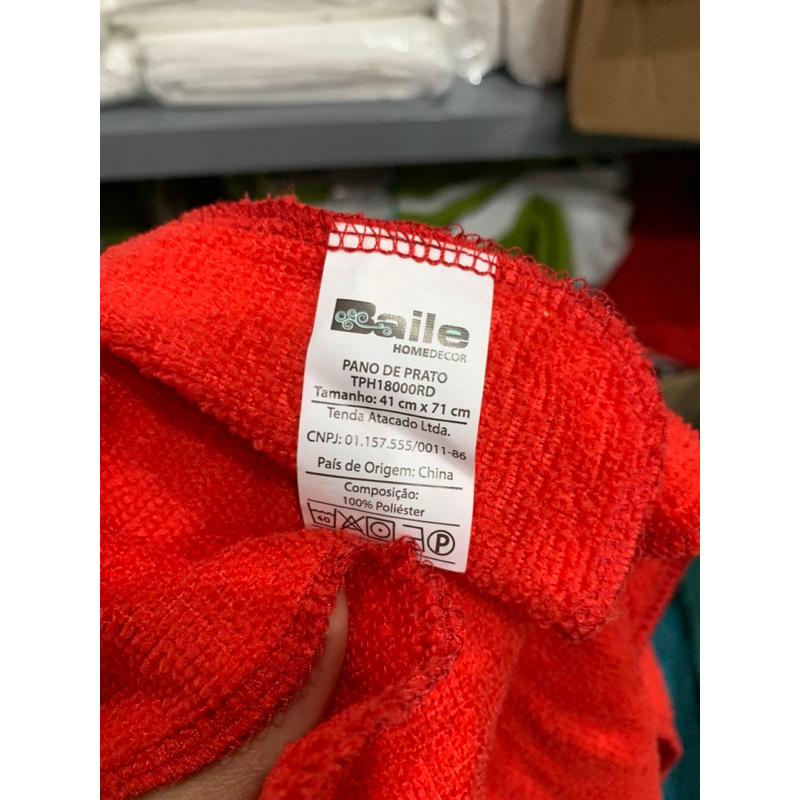 Baile
HOMEDECOR
PANO DE PRATO
TPH18000RD
Tamanho: 41 cm x 71 cm
Tenda Atacado Ltda.
CNPJ: 01.157.555/0011-86
País de Origem: China
Composição:
100% Poliéster
40 P